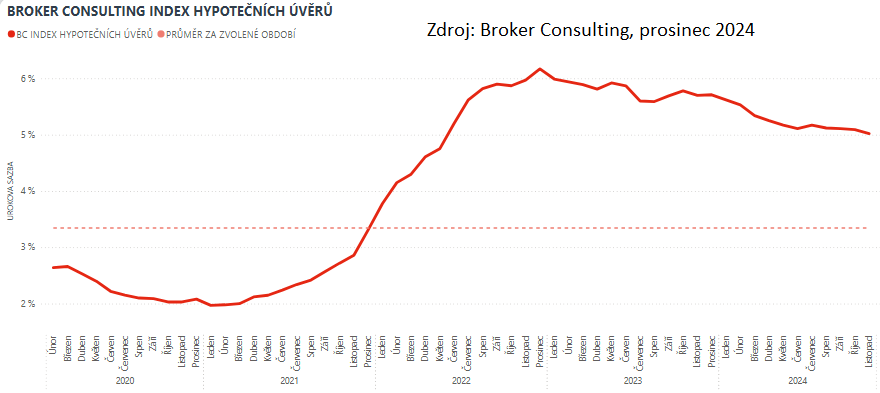 BROKER CONSULTING INDEX HYPOTEČNÍCH ÚVĚRŮ
Zdroj: Broker Consulting, prosinec 2024
BC INDEX HYPOTEČNÍCH ÚVĚRŮ PRŮMĚR ZA ZVOLENÉ OBDOBÍ
6 %
5 %
4 %
3 %
2 %
ÚROKOVÁ SAZBA
Únor Březen Duben Květen Červen Červenec Srpen Září Říjen Listopad Prosinec Leden Únor Březen Duben Květen Červen Červenec Srpen Září Říjen Listopad Prosinec Leden Únor Březen Duben Květen Červen Červenec Srpen Září Říjen Listopad Prosinec Leden Únor Březen Duben Květen Červen Červenec Srpen Září Říjen Listopad Prosinec Leden Únor Březen Duben Květen Červen Červenec Srpen Září Říjen Listopad
2020 2021 2022 2023 2024